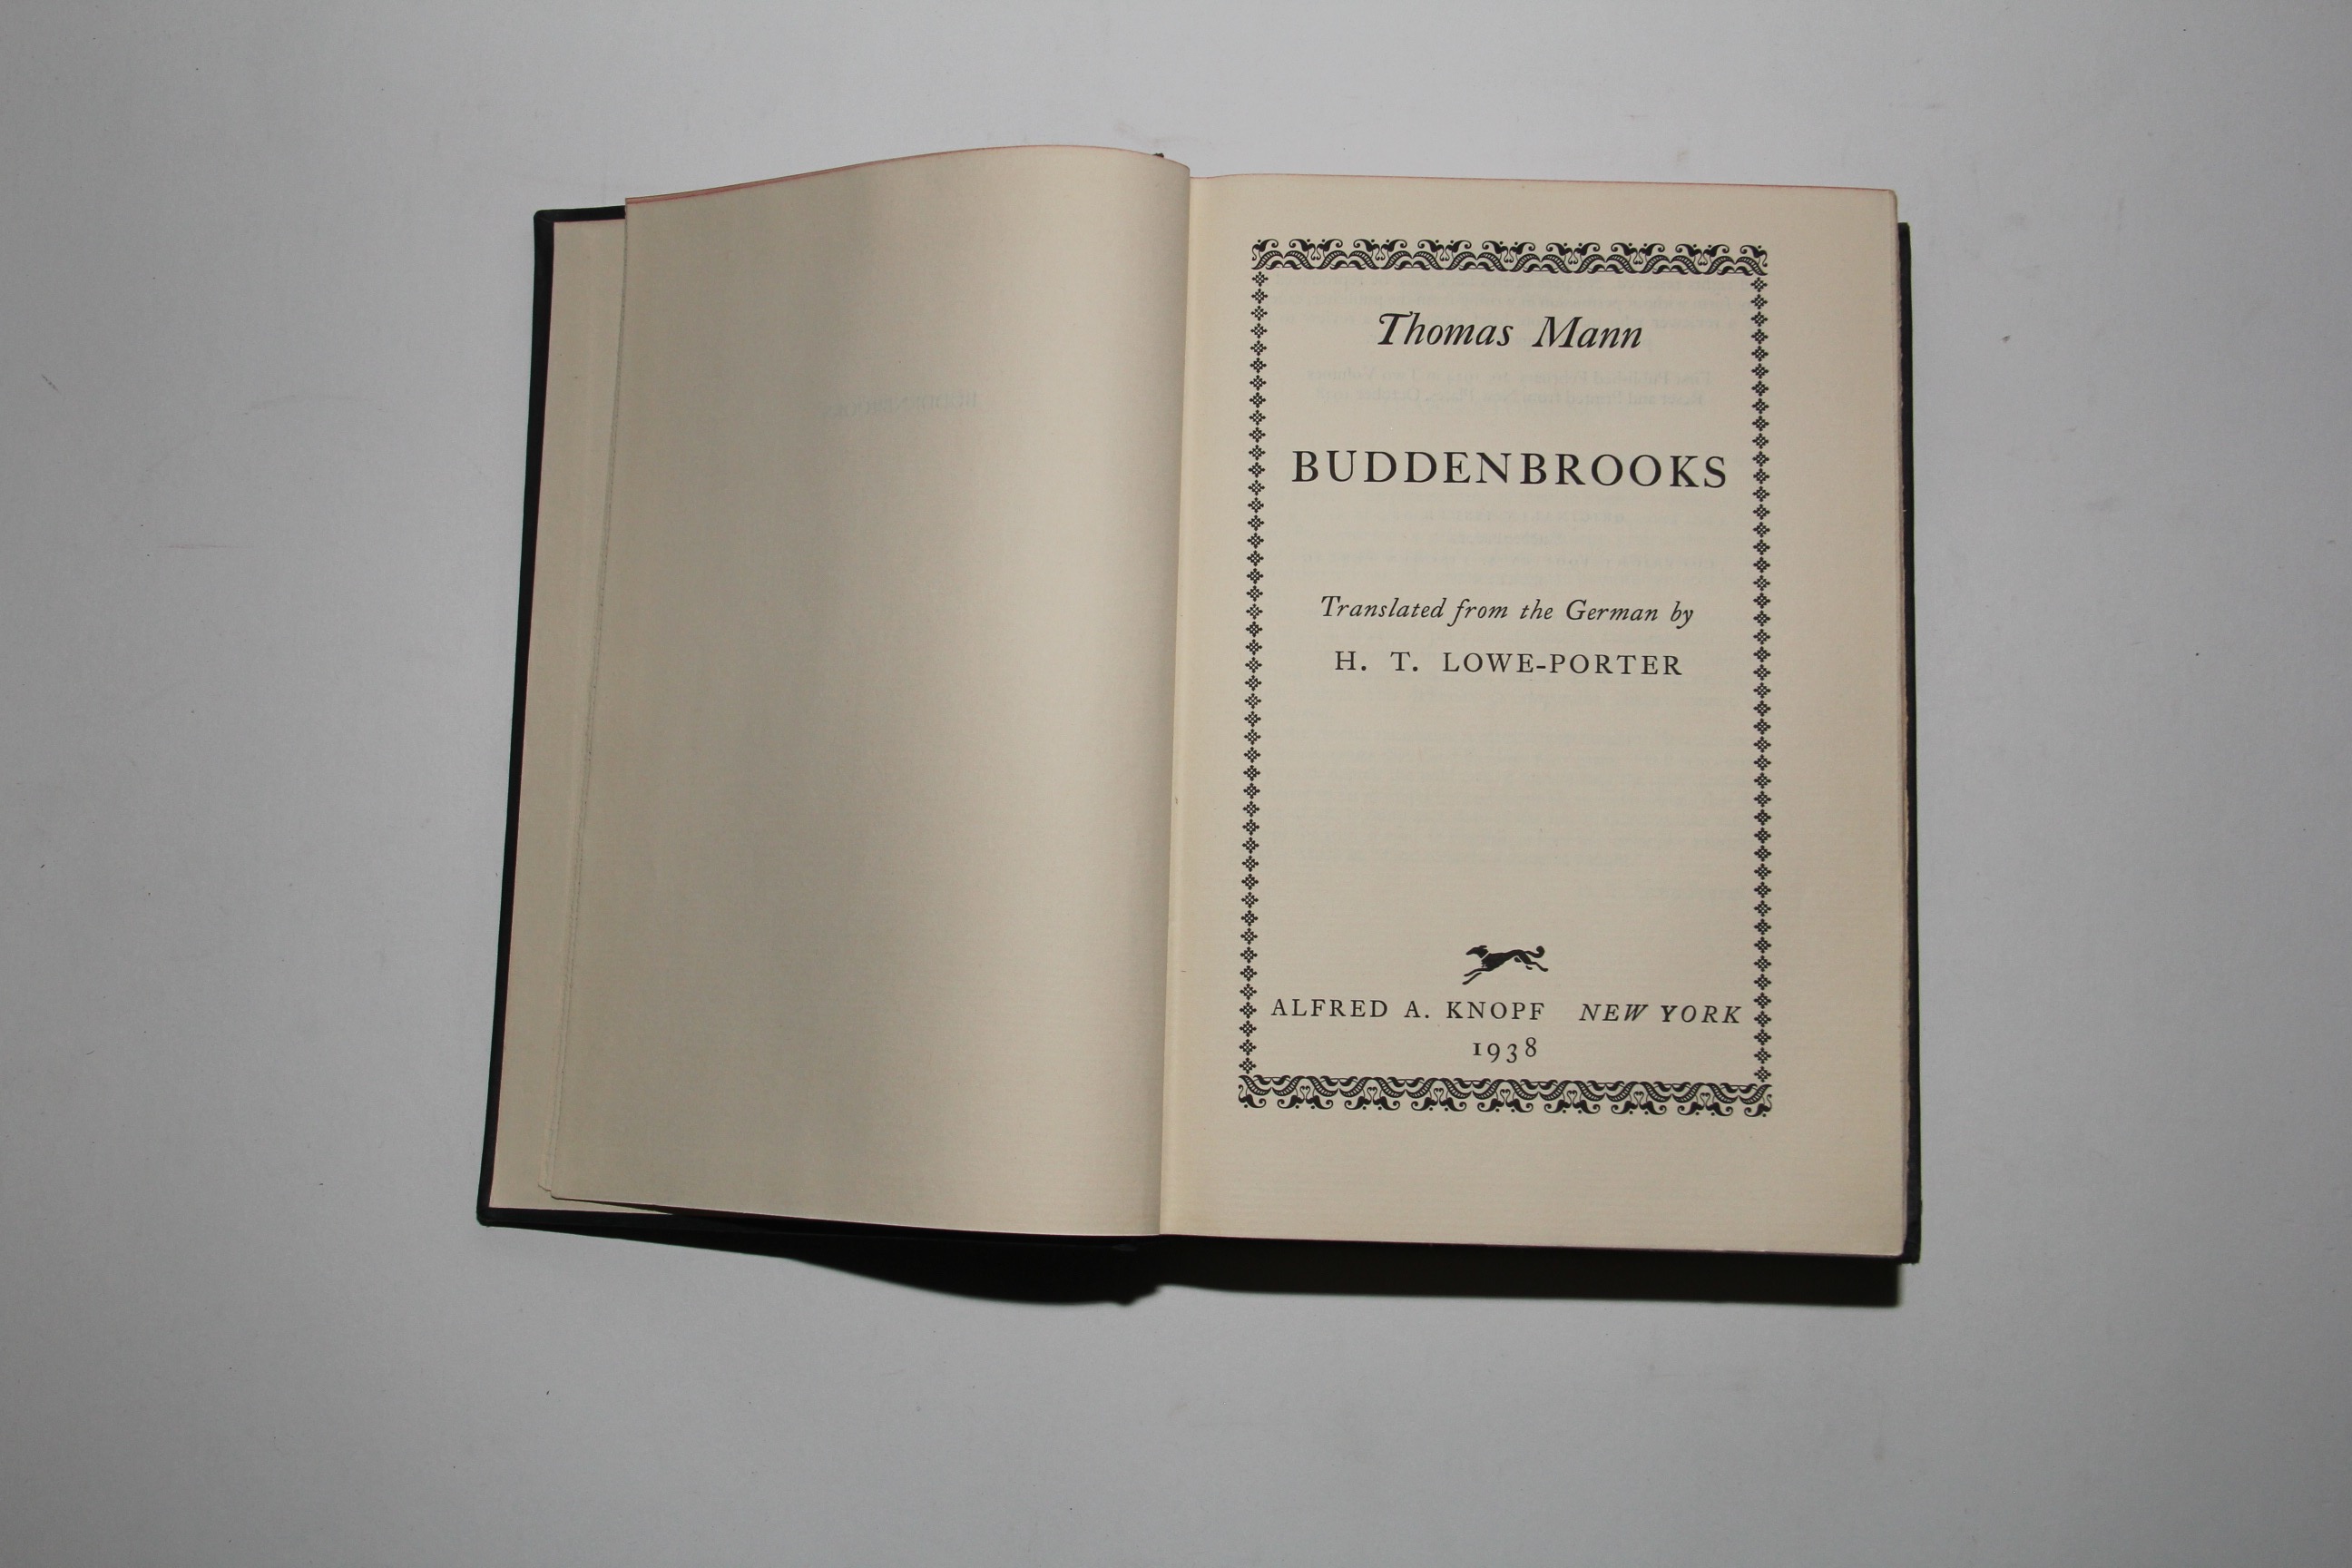 Thomas Mann
BUDDENBROOKS
Translated from the German by
H. T. LOWE-PORTER
ALFRED A. KNOPF NEW YORK
1938